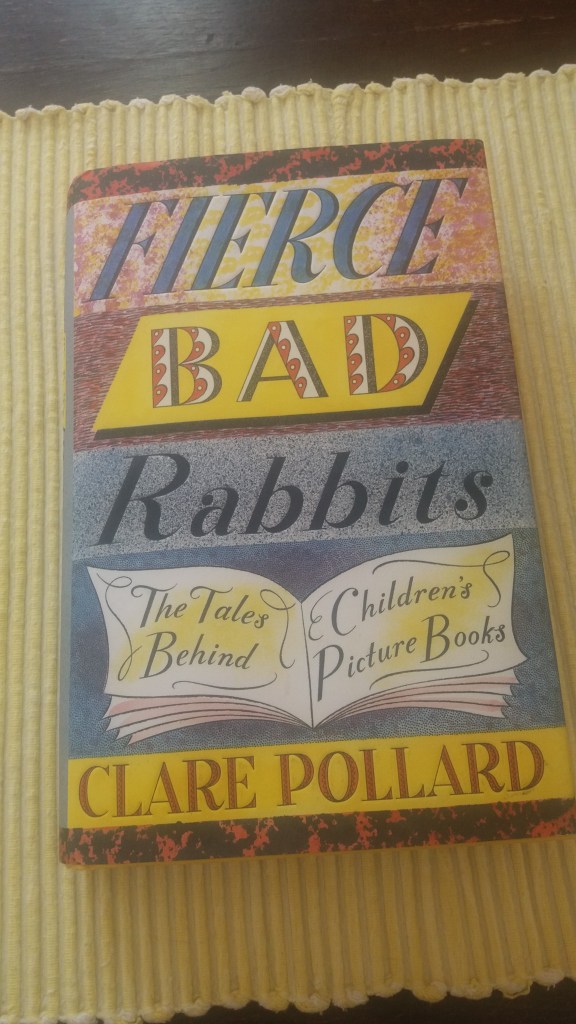 FIERCE
BAD
Rabbits
The Tales
Behind
Children's
Picture Books
CLARE POLLARD